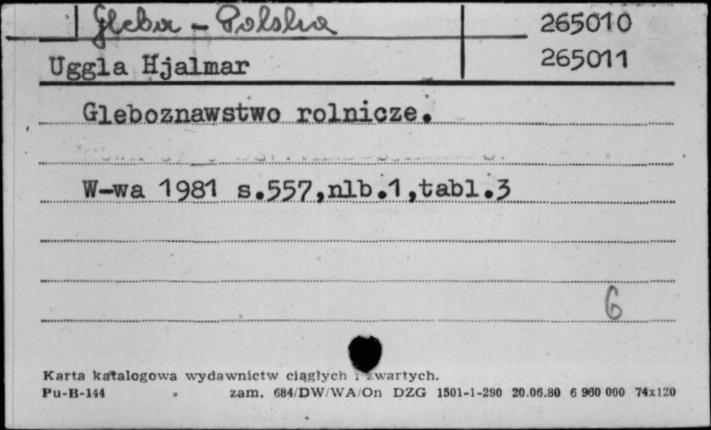 Gleba - Polska 265010
Uggla Hjalmar 265011
Gleboznawstwo rolnicze.
W-wa 1981 s.557,nlb.1,tabl.3
6
Karta katalogowa wydawnictw ciągłych i zwartych.
Pu-B-144 zam. 684/DW/WA/On DZG 1501-1-290 20.06.80 6 960 000 74x120